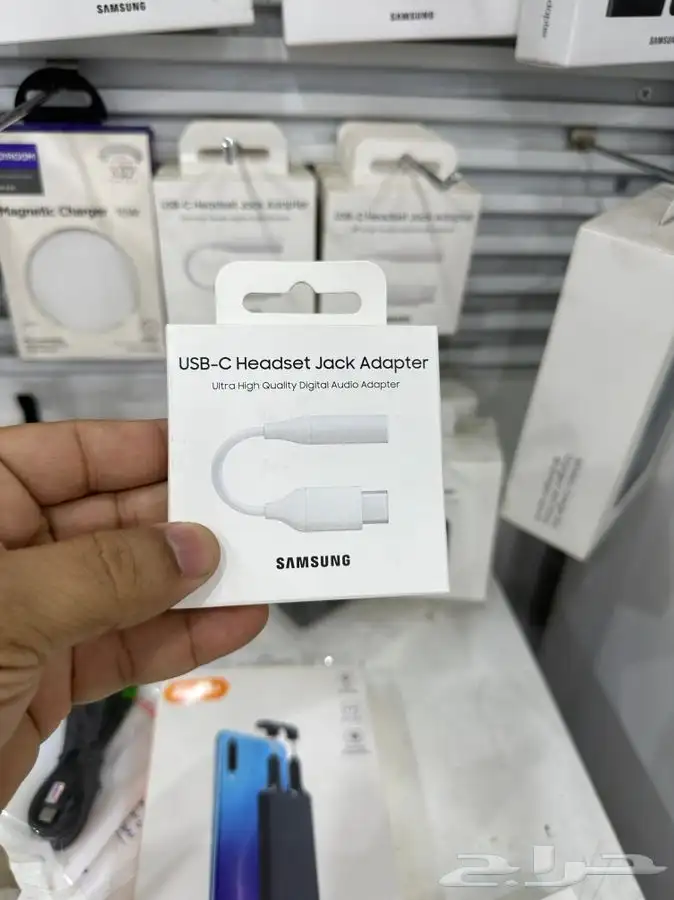 SAMSUNG
SAMSUNG
SAMSUNG
Magnetic Charger 15W
USB-C Headset Jack Adapter
USB-C Headset Jack Adapter
USB-C Headset Jack Adapter
Ultra High Quality Digital Audio Adapter
SAMSUNG
حراج